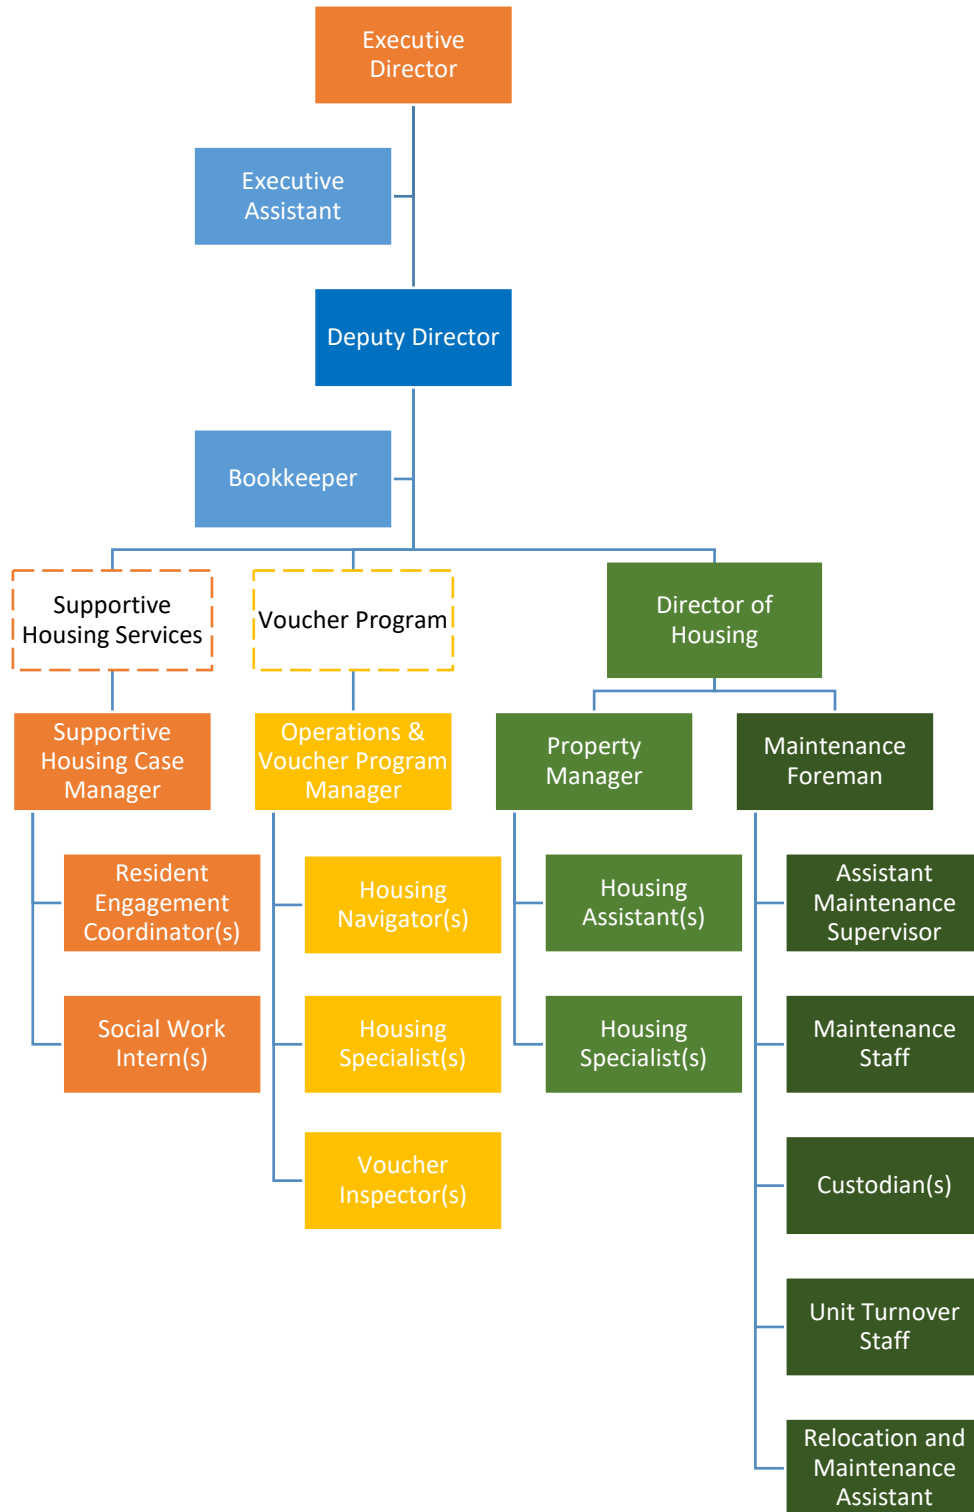 Executive
Director
Executive
Assistant
Deputy Director
Bookkeeper
Supportive
Housing Services
Voucher Program
Director of
Housing
Supportive
Housing Case
Manager
Operations &
Voucher Program
Manager
Property
Manager
Maintenance
Foreman
Resident
Engagement
Coordinator(s)
Housing
Navigator(s)
Housing
Assistant(s)
Assistant
Maintenance
Supervisor
Social Work
Intern(s)
Housing
Specialist(s)
Housing
Specialist(s)
Maintenance
Staff
Voucher
Inspector(s)
Custodian(s)
Unit Turnover
Staff
Relocation and
Maintenance
Assistant